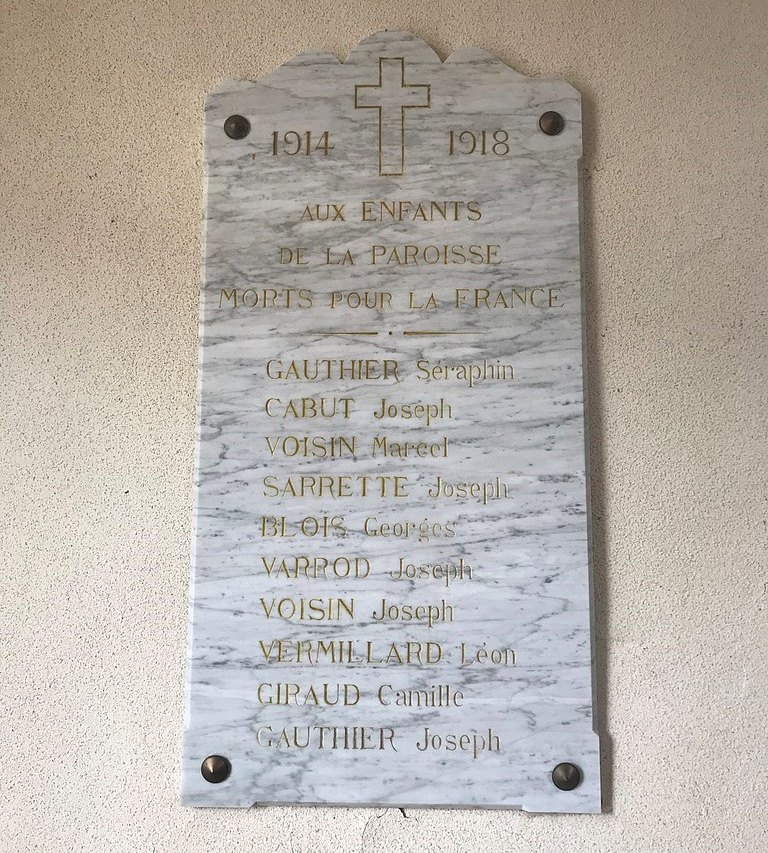 1914 1918
AUX ENFANTS
DE LA PAROISSE
MORTS POUR LA FRANCE
GAUTHIER Séraphin
CABUT Joseph
VOISIN Marcel
SARRETTE Joseph
BLOIS Georges
VARROD Joseph
VOISIN Joseph
VERMILLARD Léon
GIRAUD Camille
GAUTHIER Joseph